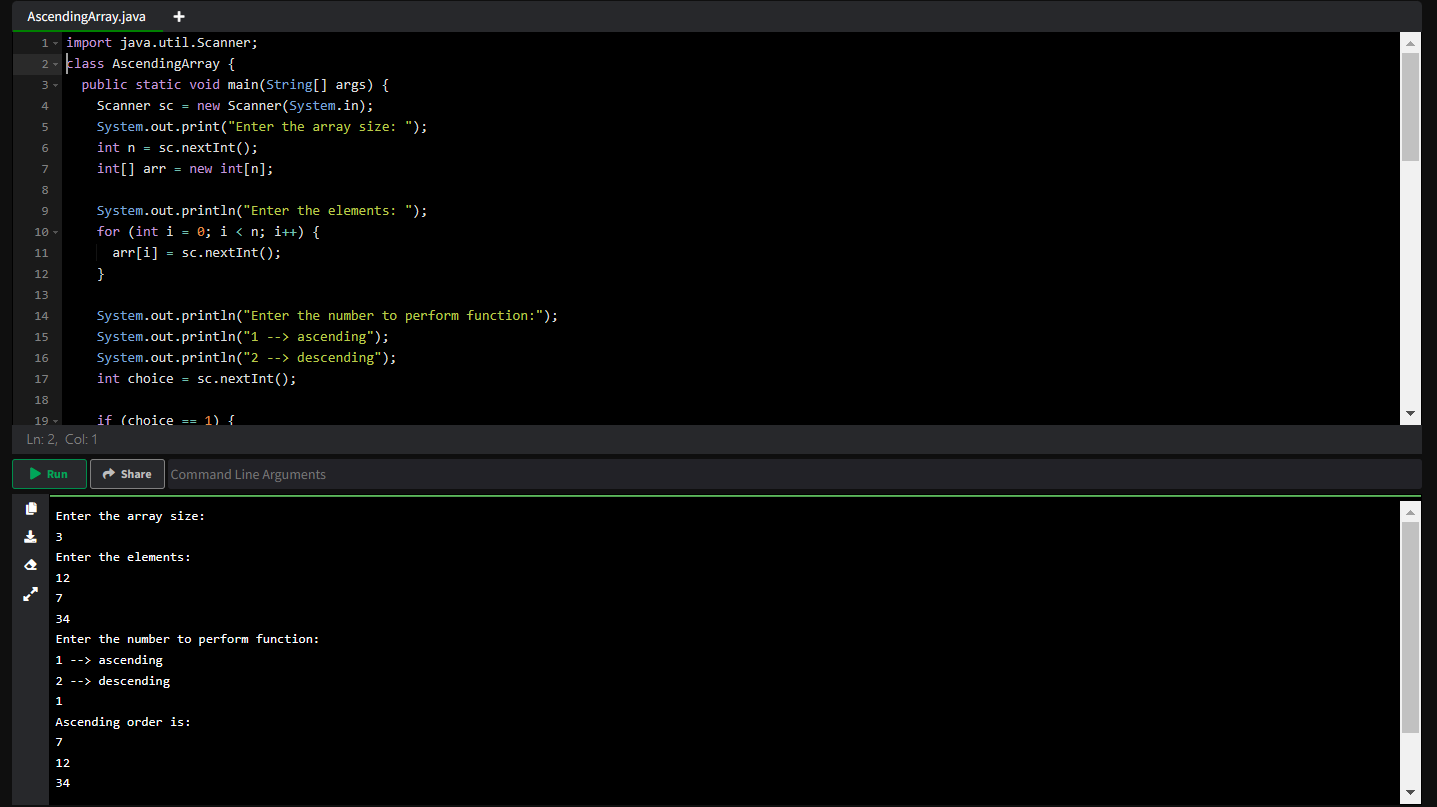 AscendingArray.java +
1 import java.util.Scanner;
2 class AscendingArray {
3 public static void main(String[] args) {
4 Scanner sc = new Scanner(System.in);
5 System.out.print("Enter the array size: ");
6 int n = sc.nextInt();
7 int[] arr = new int[n];
8
9 System.out.println("Enter the elements: ");
10 for (int i = 0; i < n; i++) {
11 arr[i] = sc.nextInt();
12 }
13
14 System.out.println("Enter the number to perform function:");
15 System.out.println("1 --> ascending");
16 System.out.println("2 --> descending");
17 int choice = sc.nextInt();
18
19 if (choice == 1) {
Ln: 2, Col: 1
Run Share Command Line Arguments
Enter the array size:
3
Enter the elements:
12
7
34
Enter the number to perform function:
1 --> ascending
2 --> descending
1
Ascending order is:
7
12
34